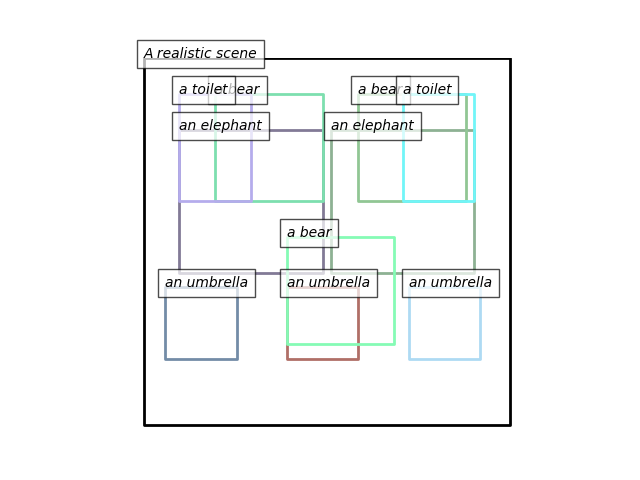 A realistic scene
a toilet
a bear
a bear
a toilet
an elephant
an elephant
a bear
an umbrella
an umbrella
an umbrella